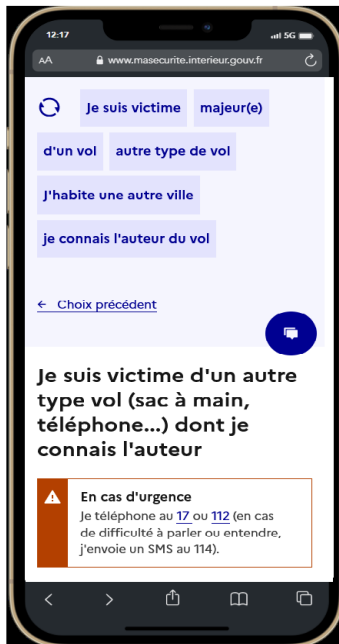 12:17
5G
AA
www.masecurite.interieur.gouv.fr
Je suis victime majeur(e)
d'un vol autre type de vol
J'habite une autre ville
je connais l'auteur du vol
← Choix précédent
Je suis victime d'un autre
type vol (sac à main,
téléphone...) dont je
connais l'auteur
En cas d'urgence
Je téléphone au 17 ou 112 (en cas
de difficulté à parler ou entendre,
j'envoie un SMS au 114).